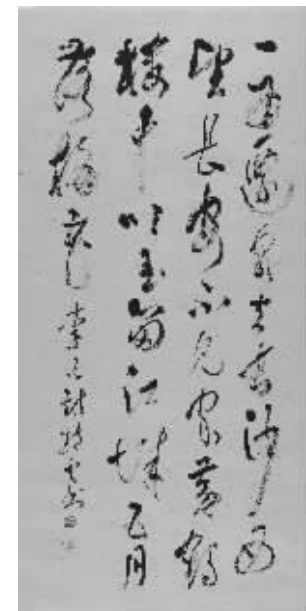 一為遷客去長沙西
望長安不見家黃鶴
樓中吹玉笛江城五月
落梅花 李白詩 書